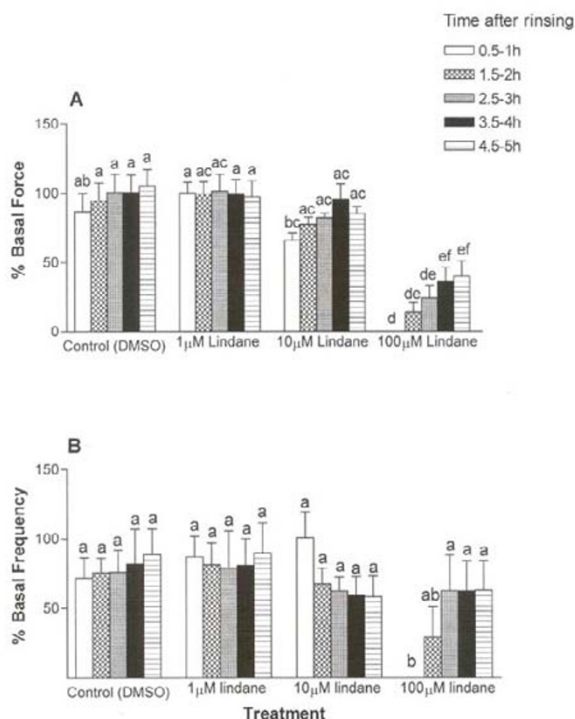 Time after rinsing
0.5-1h
1.5-2h
2.5-3h
3.5-4h
4.5-5h
A
150
100
50
0
% Basal Force
ab a a a a
a ac ac a a
bc ac ac ac ac
d dc de ef ef
Control (DMSO) 1μM Lindane 10μM Lindane 100μM Lindane
B
150
100
50
% Basal Frequency
a a a a a
a a a a a
a a a a a
b ab a a a
Control (DMSO) 1μM lindane 10μM lindane 100μM lindane
Treatment